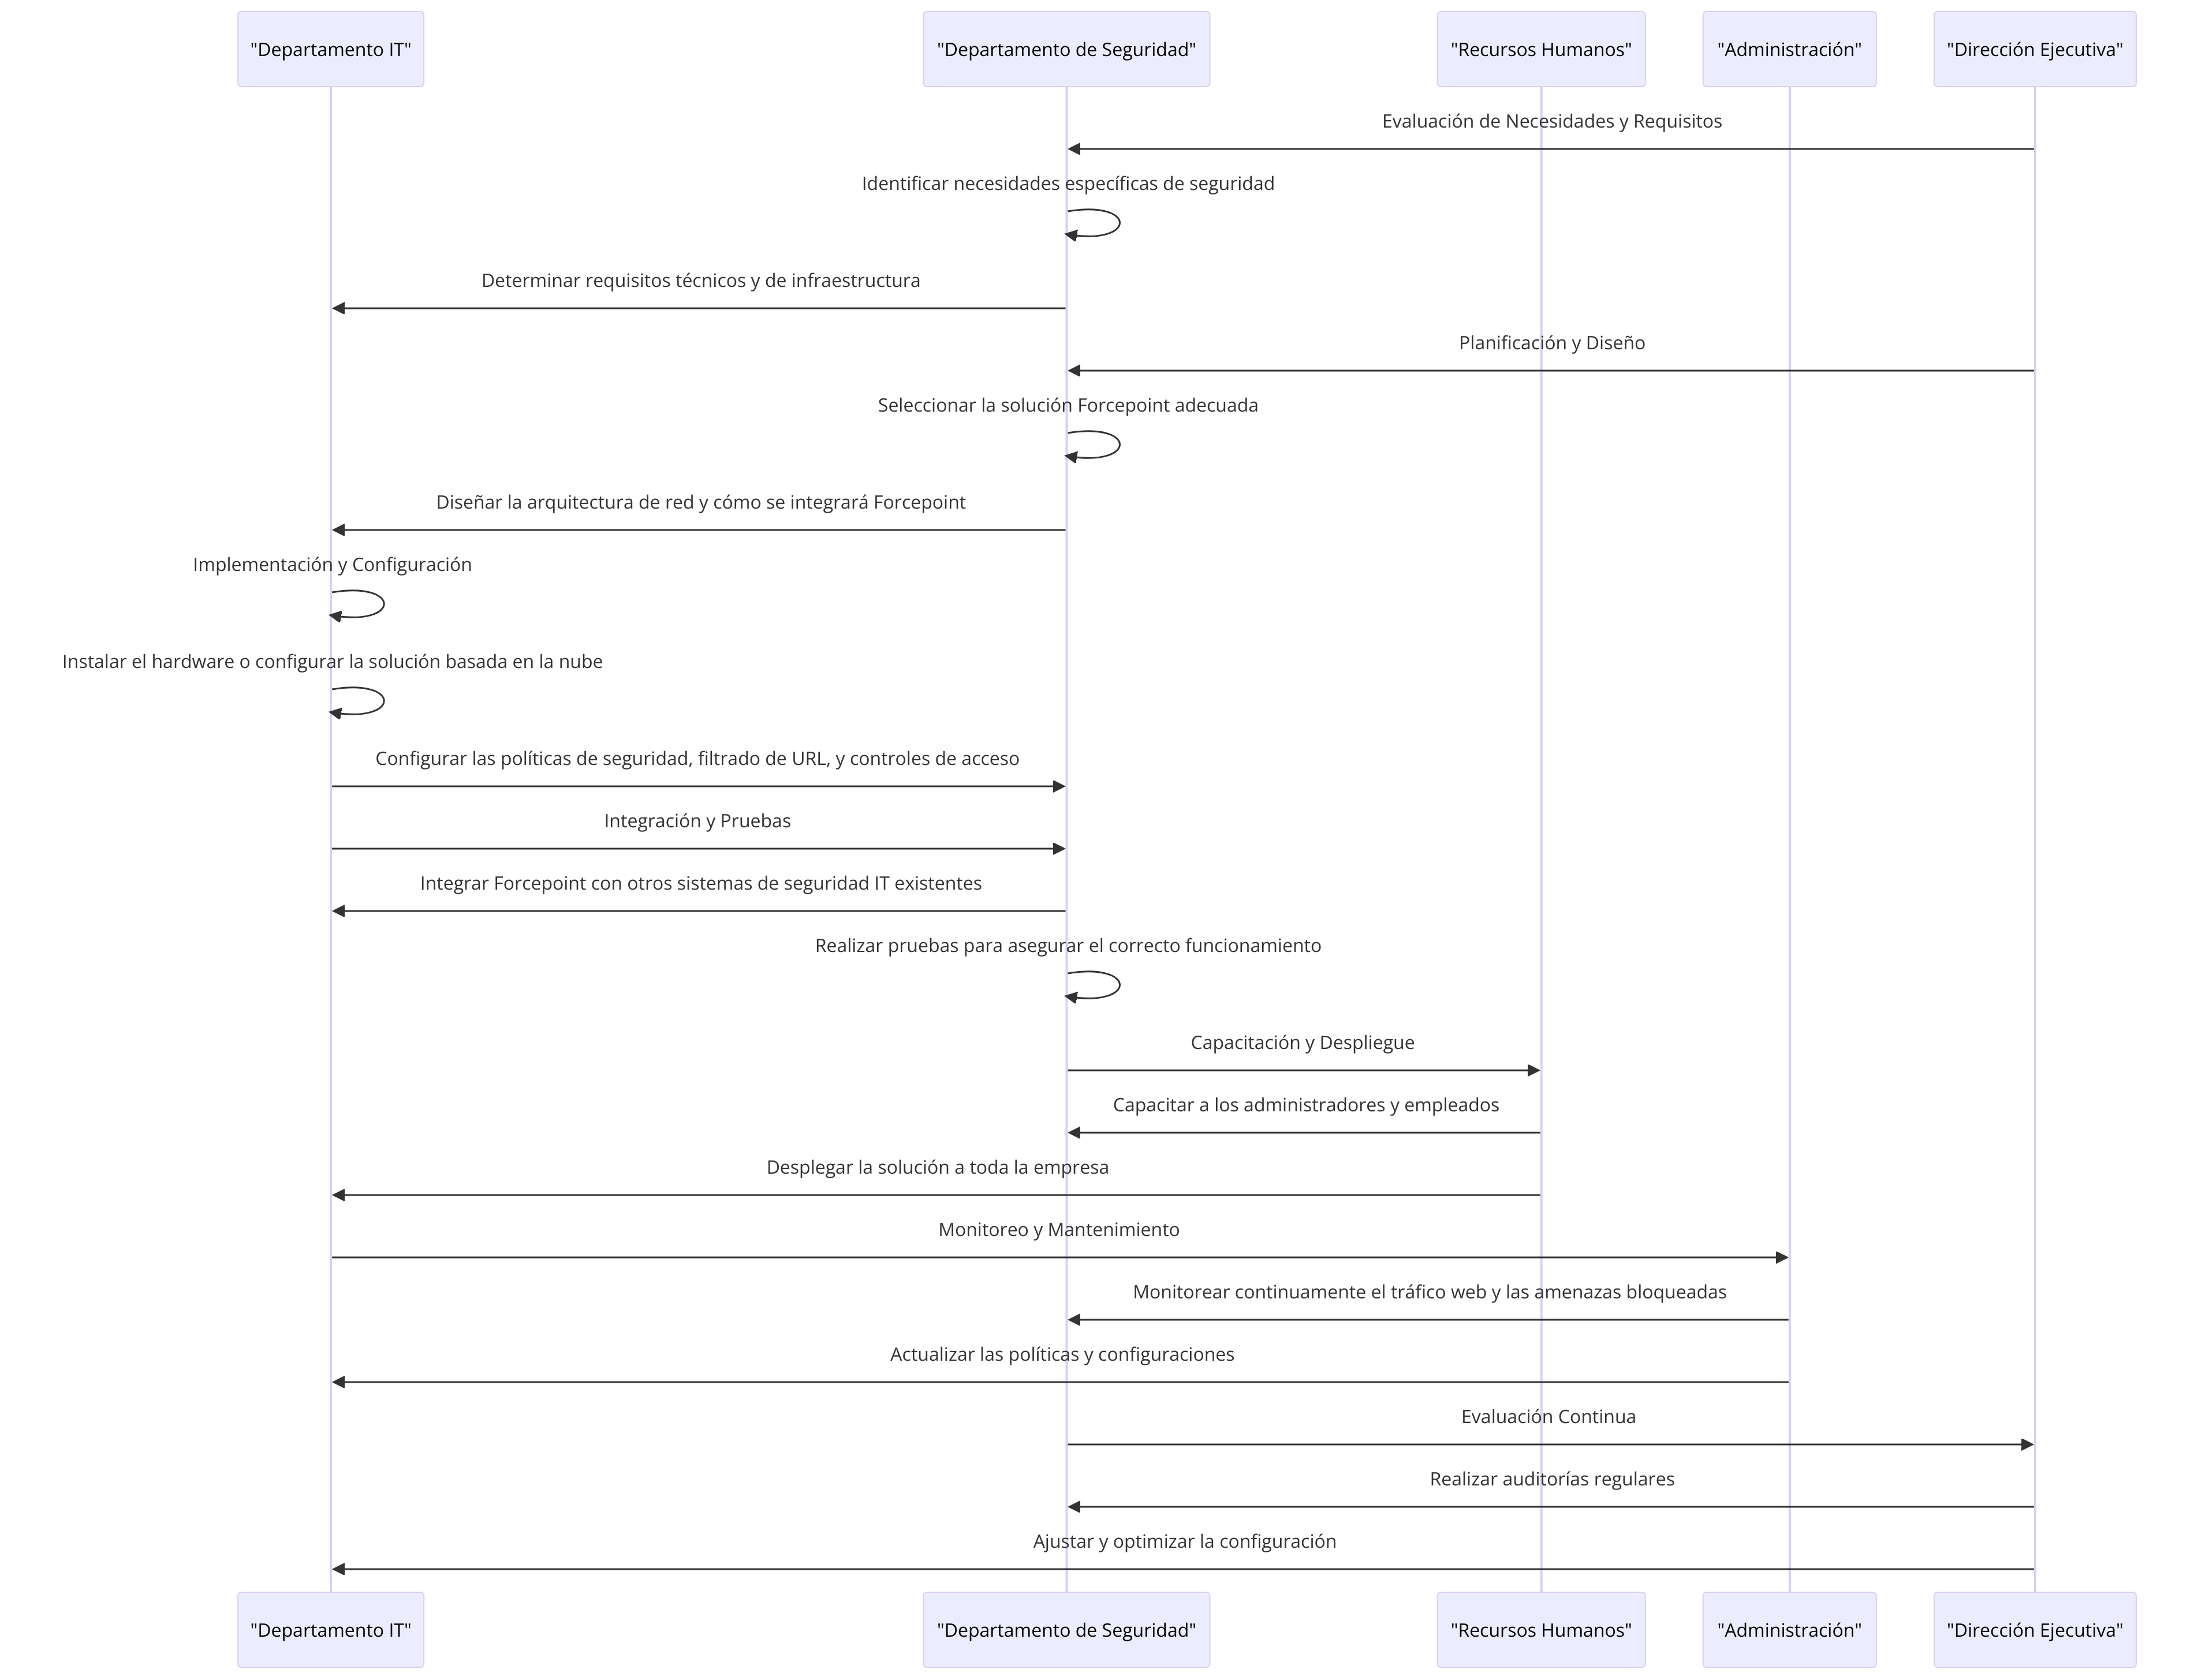 "Departamento IT"
"Departamento de Seguridad"
"Recursos Humanos"
"Administración"
"Dirección Ejecutiva"
Evaluación de Necesidades y Requisitos
Identificar necesidades específicas de seguridad
Determinar requisitos técnicos y de infraestructura
Planificación y Diseño
Seleccionar la solución Forcepoint adecuada
Diseñar la arquitectura de red y cómo se integrará Forcepoint
Implementación y Configuración
Instalar el hardware o configurar la solución basada en la nube
Configurar las políticas de seguridad, filtrado de URL, y controles de acceso
Integración y Pruebas
Integrar Forcepoint con otros sistemas de seguridad IT existentes
Realizar pruebas para asegurar el correcto funcionamiento
Capacitación y Despliegue
Capacitar a los administradores y empleados
Desplegar la solución a toda la empresa
Monitoreo y Mantenimiento
Monitorear continuamente el tráfico web y las amenazas bloqueadas
Actualizar las políticas y configuraciones
Evaluación Continua
Realizar auditorías regulares
Ajustar y optimizar la configuración
"Departamento IT"
"Departamento de Seguridad"
"Recursos Humanos"
"Administración"
"Dirección Ejecutiva"